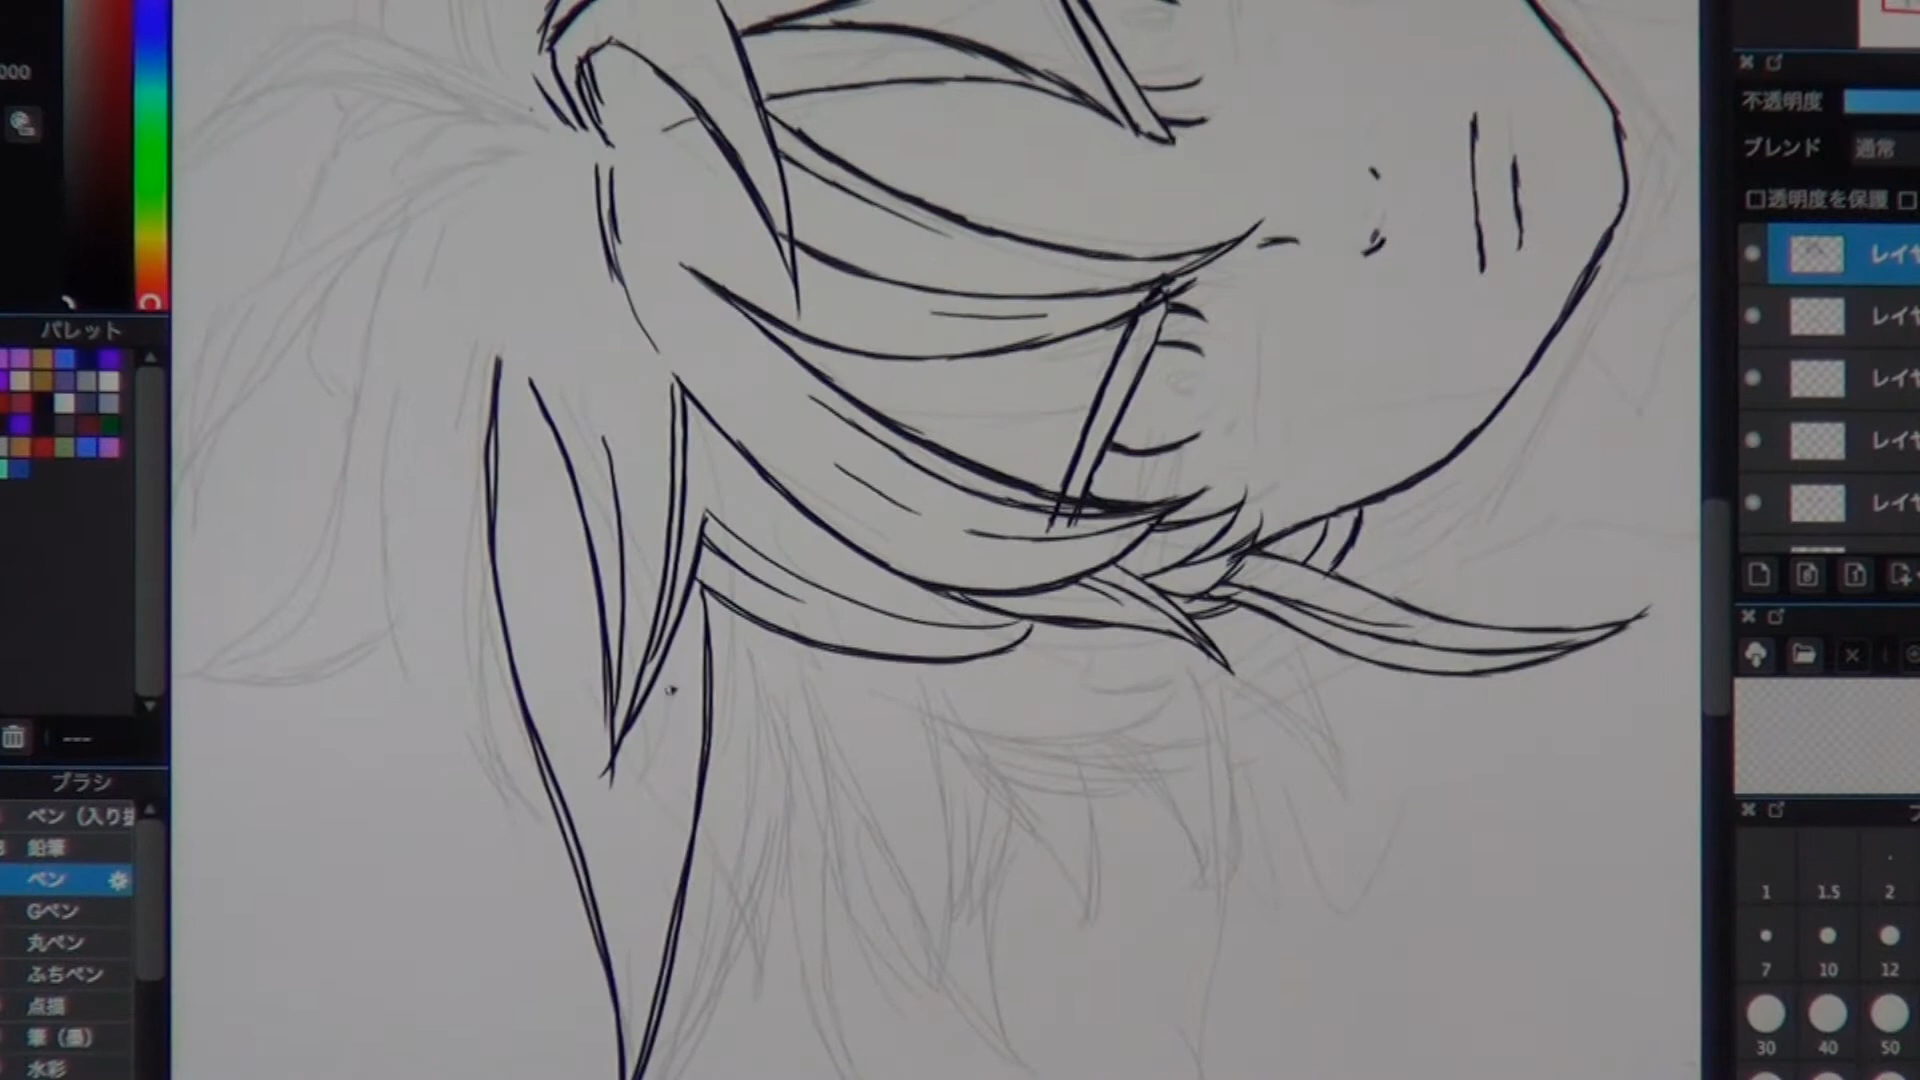 000
パレット
---
ブラシ
ペン（入り抜
鉛筆
ペン
Gペン
丸ペン
ふちペン
点描
筆（墨）
水彩
不透明度
ブレンド 通常
透明度を保護
レイヤ
レイヤ
レイヤ
レイヤ
レイヤ
1 1.5 2
7 10 12
30 40 50